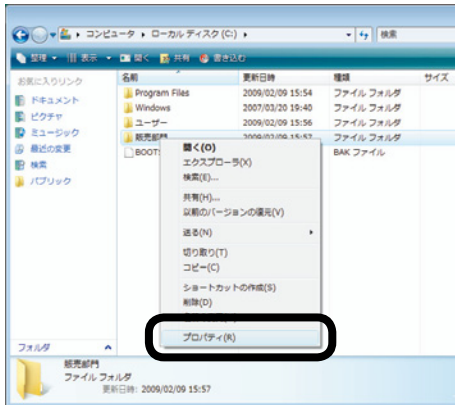 コンピュータ ▸ ローカル ディスク (C:) ▸ 検索
整理 表示 開く 共有 書き込む
お気に入りリンク
ドキュメント
ピクチャ
ミュージック
最近の変更
検索
パブリック
フォルダ
名前 更新日時 種類 サイズ
Program Files 2009/02/09 15:54 ファイル フォルダ
Windows 2007/03/20 19:40 ファイル フォルダ
ユーザー 2009/02/09 15:56 ファイル フォルダ
販売部門 2009/02/09 15:57 ファイル フォルダ
BOOT BAK ファイル
開く(O)
エクスプローラ(X)
検索(E)...
共有(H)...
以前のバージョンの復元(V)
送る(N)
切り取り(T)
コピー(C)
ショートカットの作成(S)
削除(D)
プロパティ(R)
販売部門
ファイル フォルダ
更新日時: 2009/02/09 15:57